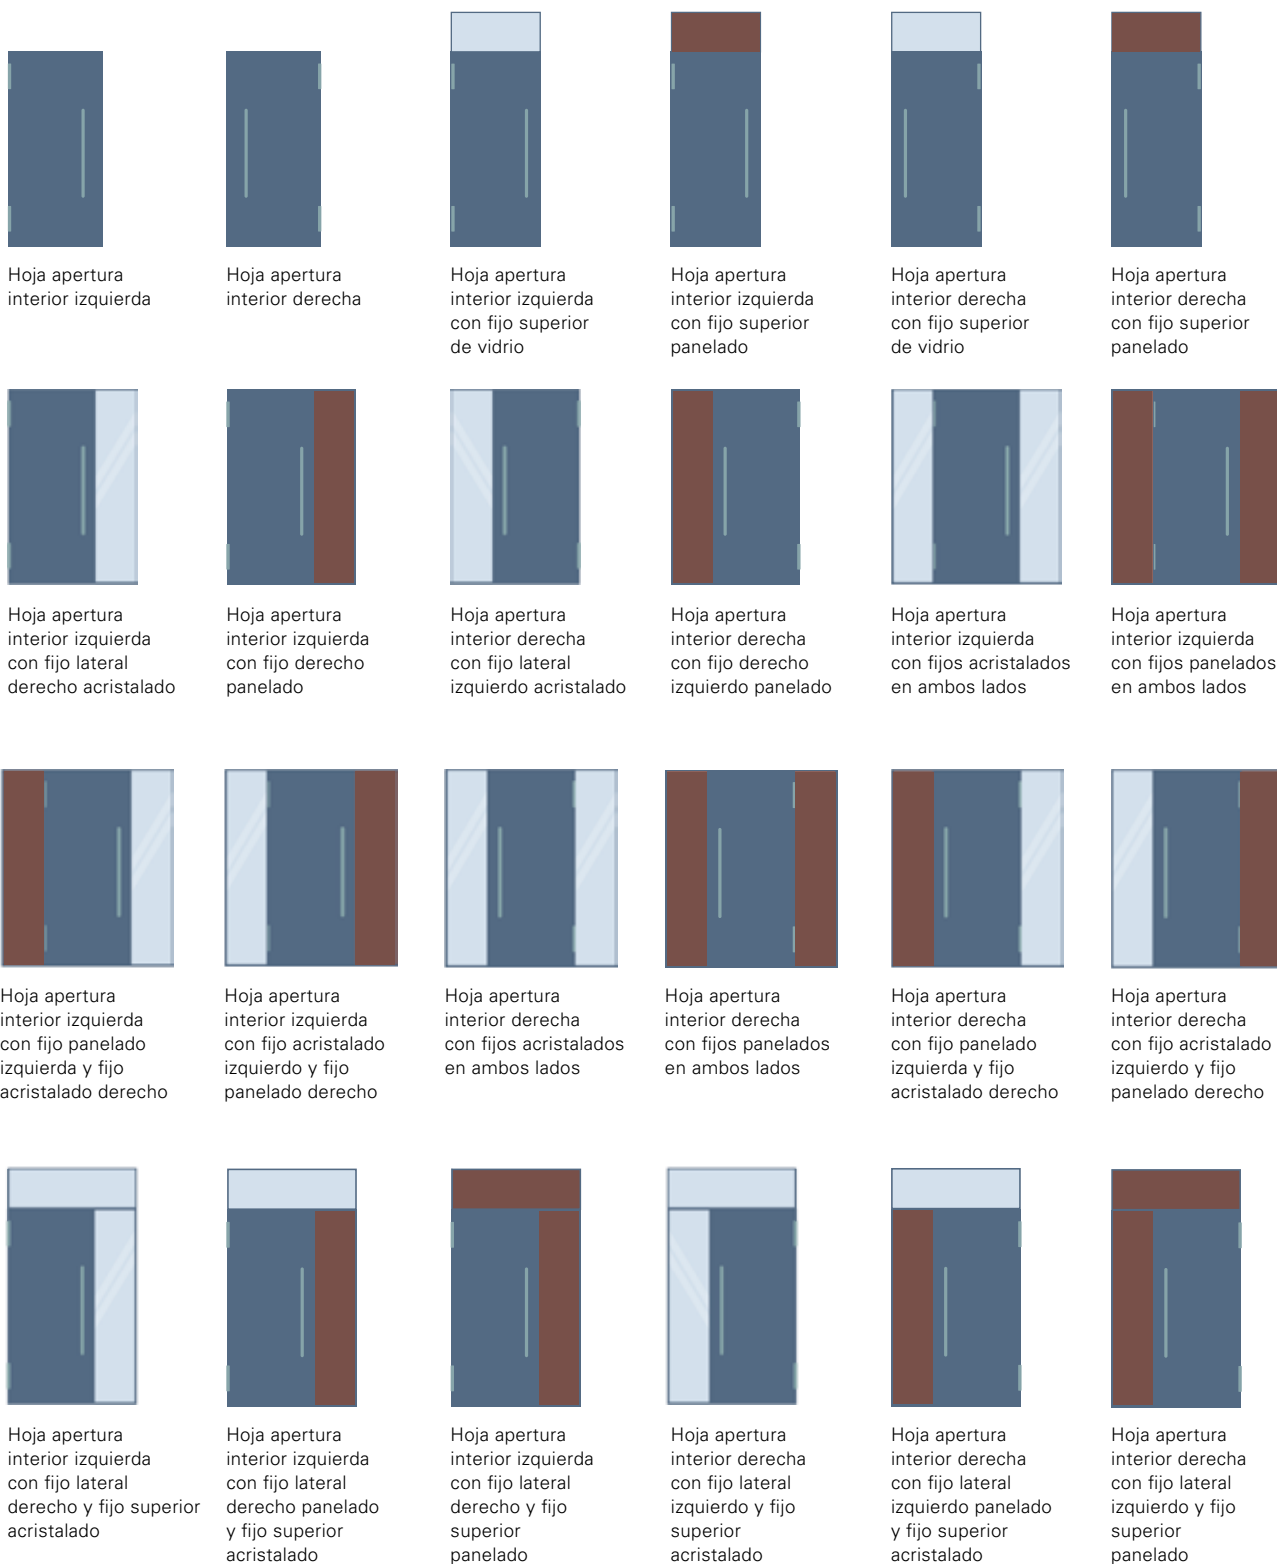 Hoja apertura
interior izquierda
Hoja apertura
interior derecha
Hoja apertura
interior izquierda
con fijo superior
de vidrio
Hoja apertura
interior izquierda
con fijo superior
panelado
Hoja apertura
interior derecha
con fijo superior
de vidrio
Hoja apertura
interior derecha
con fijo superior
panelado
Hoja apertura
interior izquierda
con fijo lateral
derecho acristalado
Hoja apertura
interior izquierda
con fijo derecho
panelado
Hoja apertura
interior derecha
con fijo lateral
izquierdo acristalado
Hoja apertura
interior derecha
con fijo derecho
izquierdo panelado
Hoja apertura
interior izquierda
con fijos acristalados
en ambos lados
Hoja apertura
interior izquierda
con fijos panelados
en ambos lados
Hoja apertura
interior izquierda
con fijo panelado
izquierda y fijo
acristalado derecho
Hoja apertura
interior izquierda
con fijo acristalado
izquierdo y fijo
panelado derecho
Hoja apertura
interior derecha
con fijos acristalados
en ambos lados
Hoja apertura
interior derecha
con fijos panelados
en ambos lados
Hoja apertura
interior derecha
con fijo panelado
izquierda y fijo
acristalado derecho
Hoja apertura
interior derecha
con fijo acristalado
izquierdo y fijo
panelado derecho
Hoja apertura
interior izquierda
con fijo lateral
derecho y fijo superior
acristalado
Hoja apertura
interior izquierda
con fijo lateral
derecho panelado
y fijo superior
acristalado
Hoja apertura
interior izquierda
con fijo lateral
derecho y fijo
superior
panelado
Hoja apertura
interior derecha
con fijo lateral
izquierdo y fijo
superior
acristalado
Hoja apertura
interior derecha
con fijo lateral
izquierdo panelado
y fijo superior
acristalado
Hoja apertura
interior derecha
con fijo lateral
izquierdo y fijo
superior
panelado